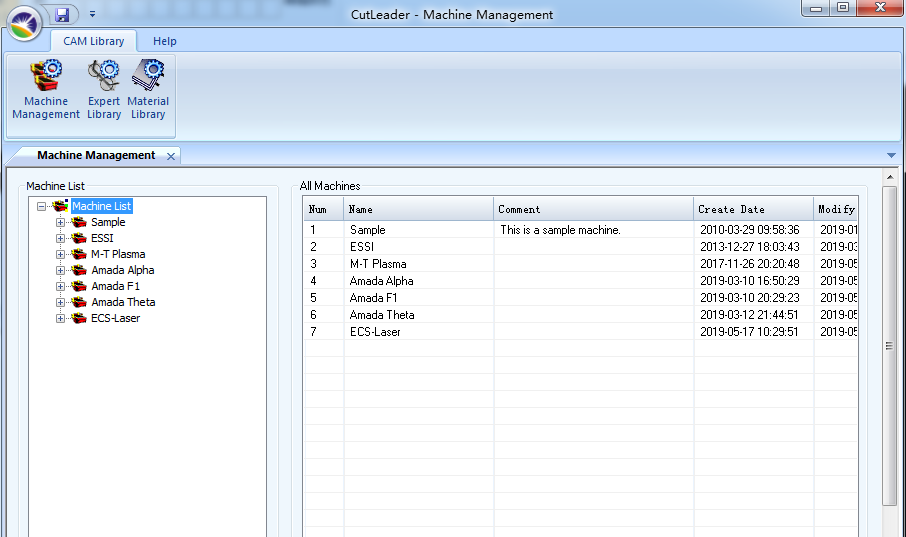 CutLeader - Machine Management
CAM Library Help
Machine Management
Expert Library
Material Library
Machine Management
Machine List
Machine List
Sample
ESSI
M-T Plasma
Amada Alpha
Amada F1
Amada Theta
ECS-Laser
All Machines
Num Name Comment Create Date Modify
1 Sample This is a sample machine. 2010-03-29 09:58:36 2019-01
2 ESSI 2013-12-27 18:03:43 2019-03
3 M-T Plasma 2017-11-26 20:20:48 2019-05
4 Amada Alpha 2019-03-10 16:50:29 2019-05
5 Amada F1 2019-03-10 20:29:23 2019-05
6 Amada Theta 2019-03-12 21:44:51 2019-05
7 ECS-Laser 2019-05-17 10:29:51 2019-05